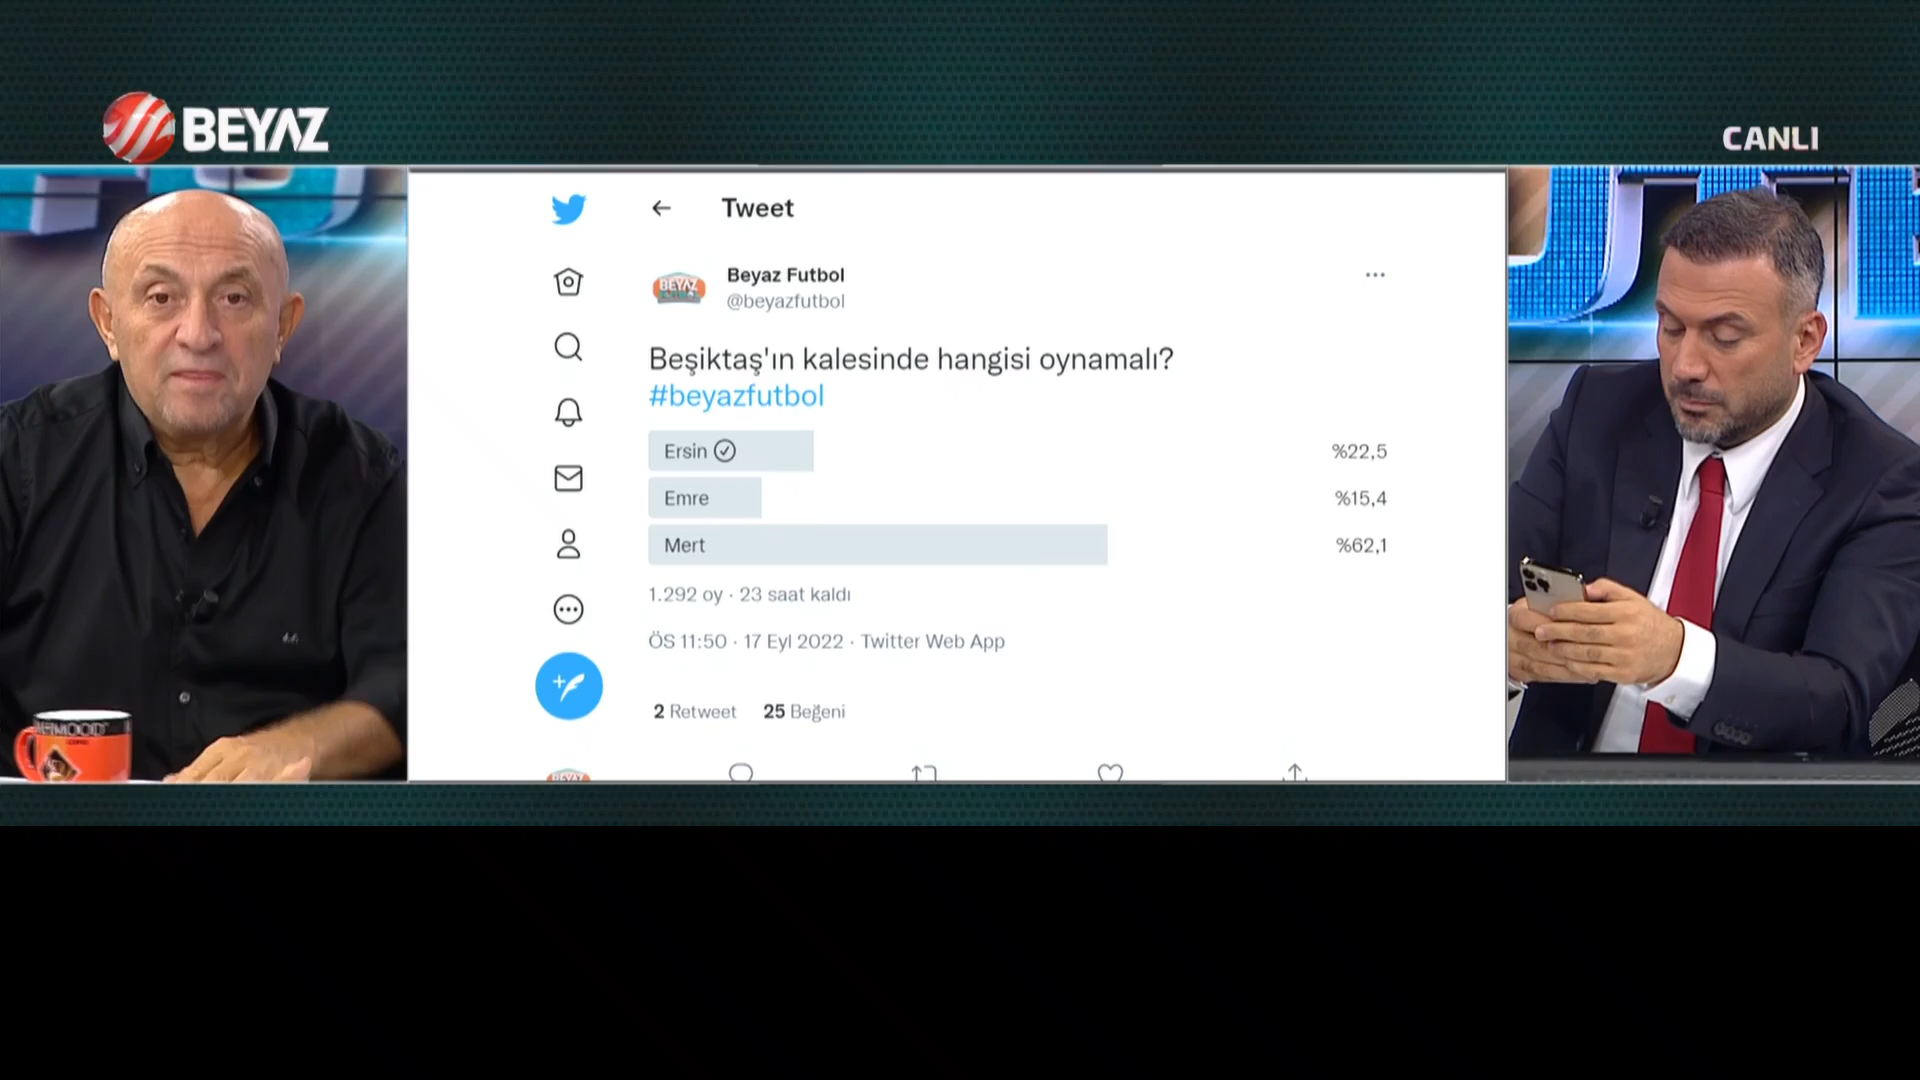 BEYAZ
CANLI
Tweet
Beyaz Futbol
@beyazfutbol
Beşiktaş'ın kalesinde hangisi oynamalı?
#beyazfutbol
Ersin %22,5
Emre %15,4
Mert %62,1
1.292 oy · 23 saat kaldı
ÖS 11:50 · 17 Eyl 2022 · Twitter Web App
2 Retweet 25 Beğeni